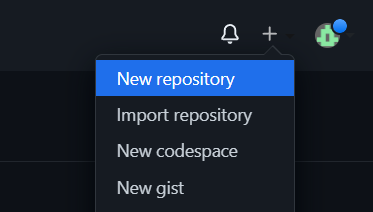 New repository
Import repository
New codespace
New gist